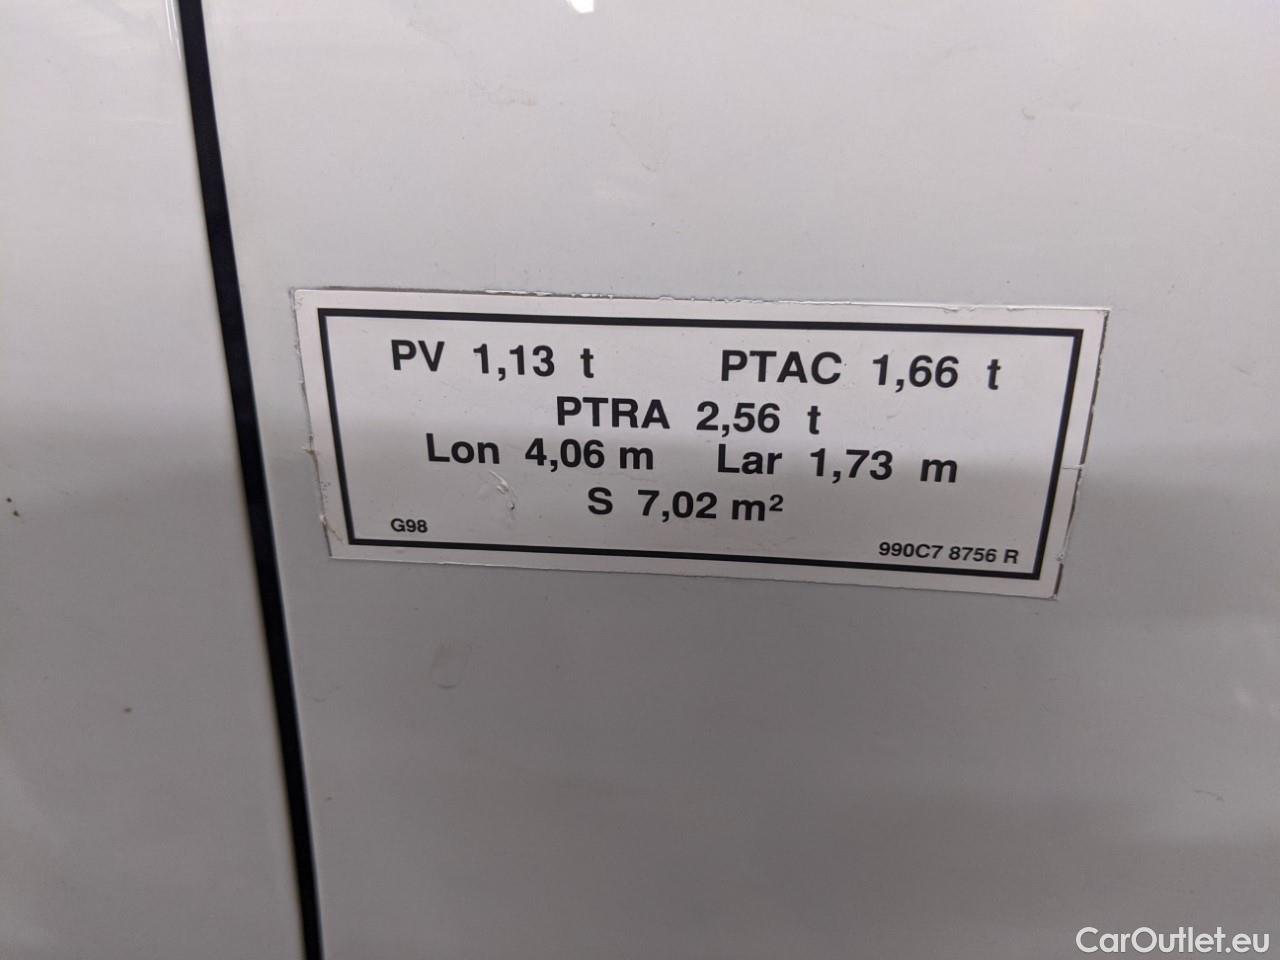 PV 1,13 t PTAC 1,66 t
PTRA 2,56 t
Lon 4,06 m Lar 1,73 m
S 7,02 m²
G98 990C7 8756 R
CarOutlet.eu